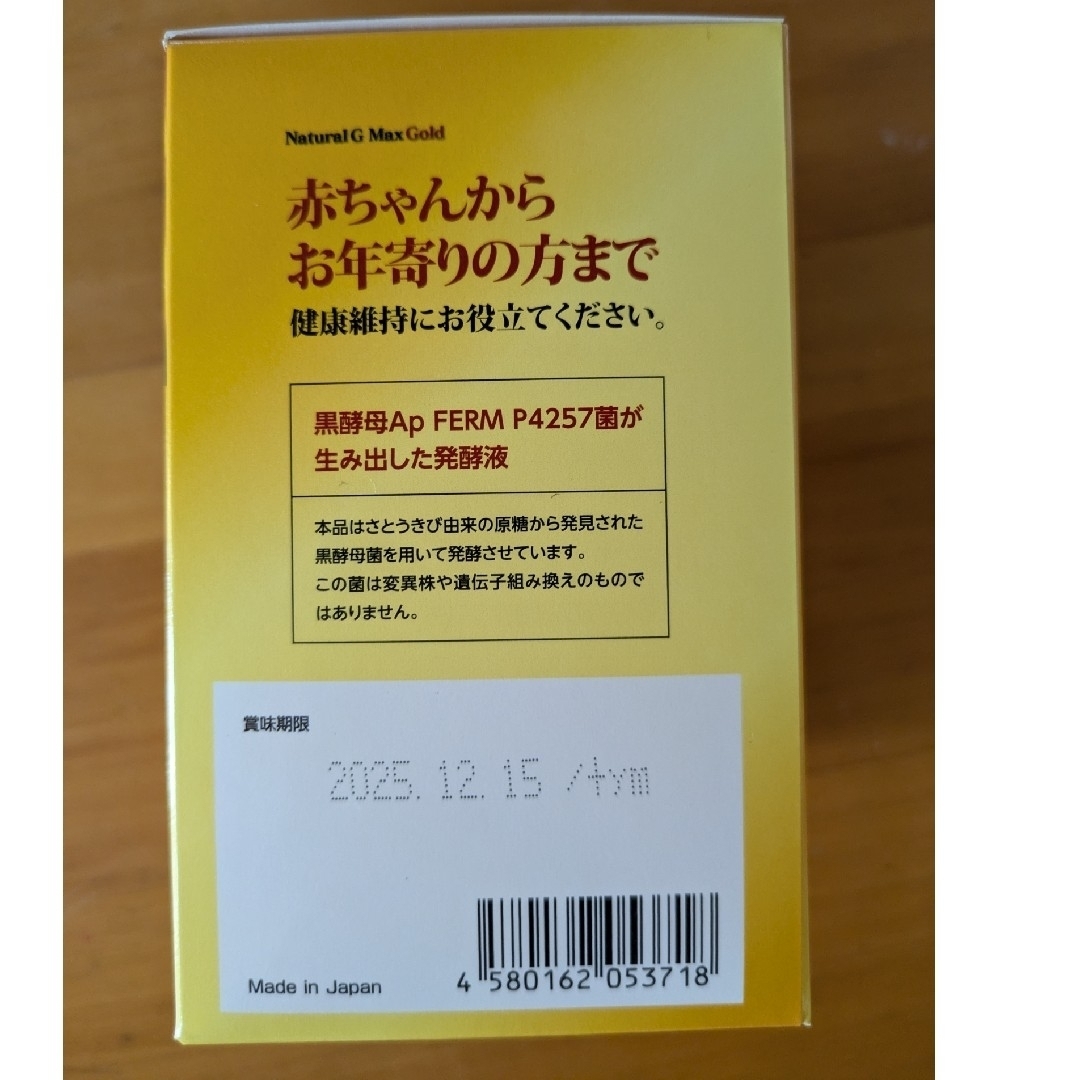 Natural G Max Gold
赤ちゃんから
お年寄りの方まで
健康維持にお役立てください。
黒酵母Ap FERM P4257菌が
生み出した発酵液
本品はさとうきび由来の原糖から発見された
黒酵母菌を用いて発酵させています。
この菌は変異株や遺伝子組み換えのもので
はありません。
賞味期限
2025.12.15 /+ym
Made in Japan
4 580162 053718